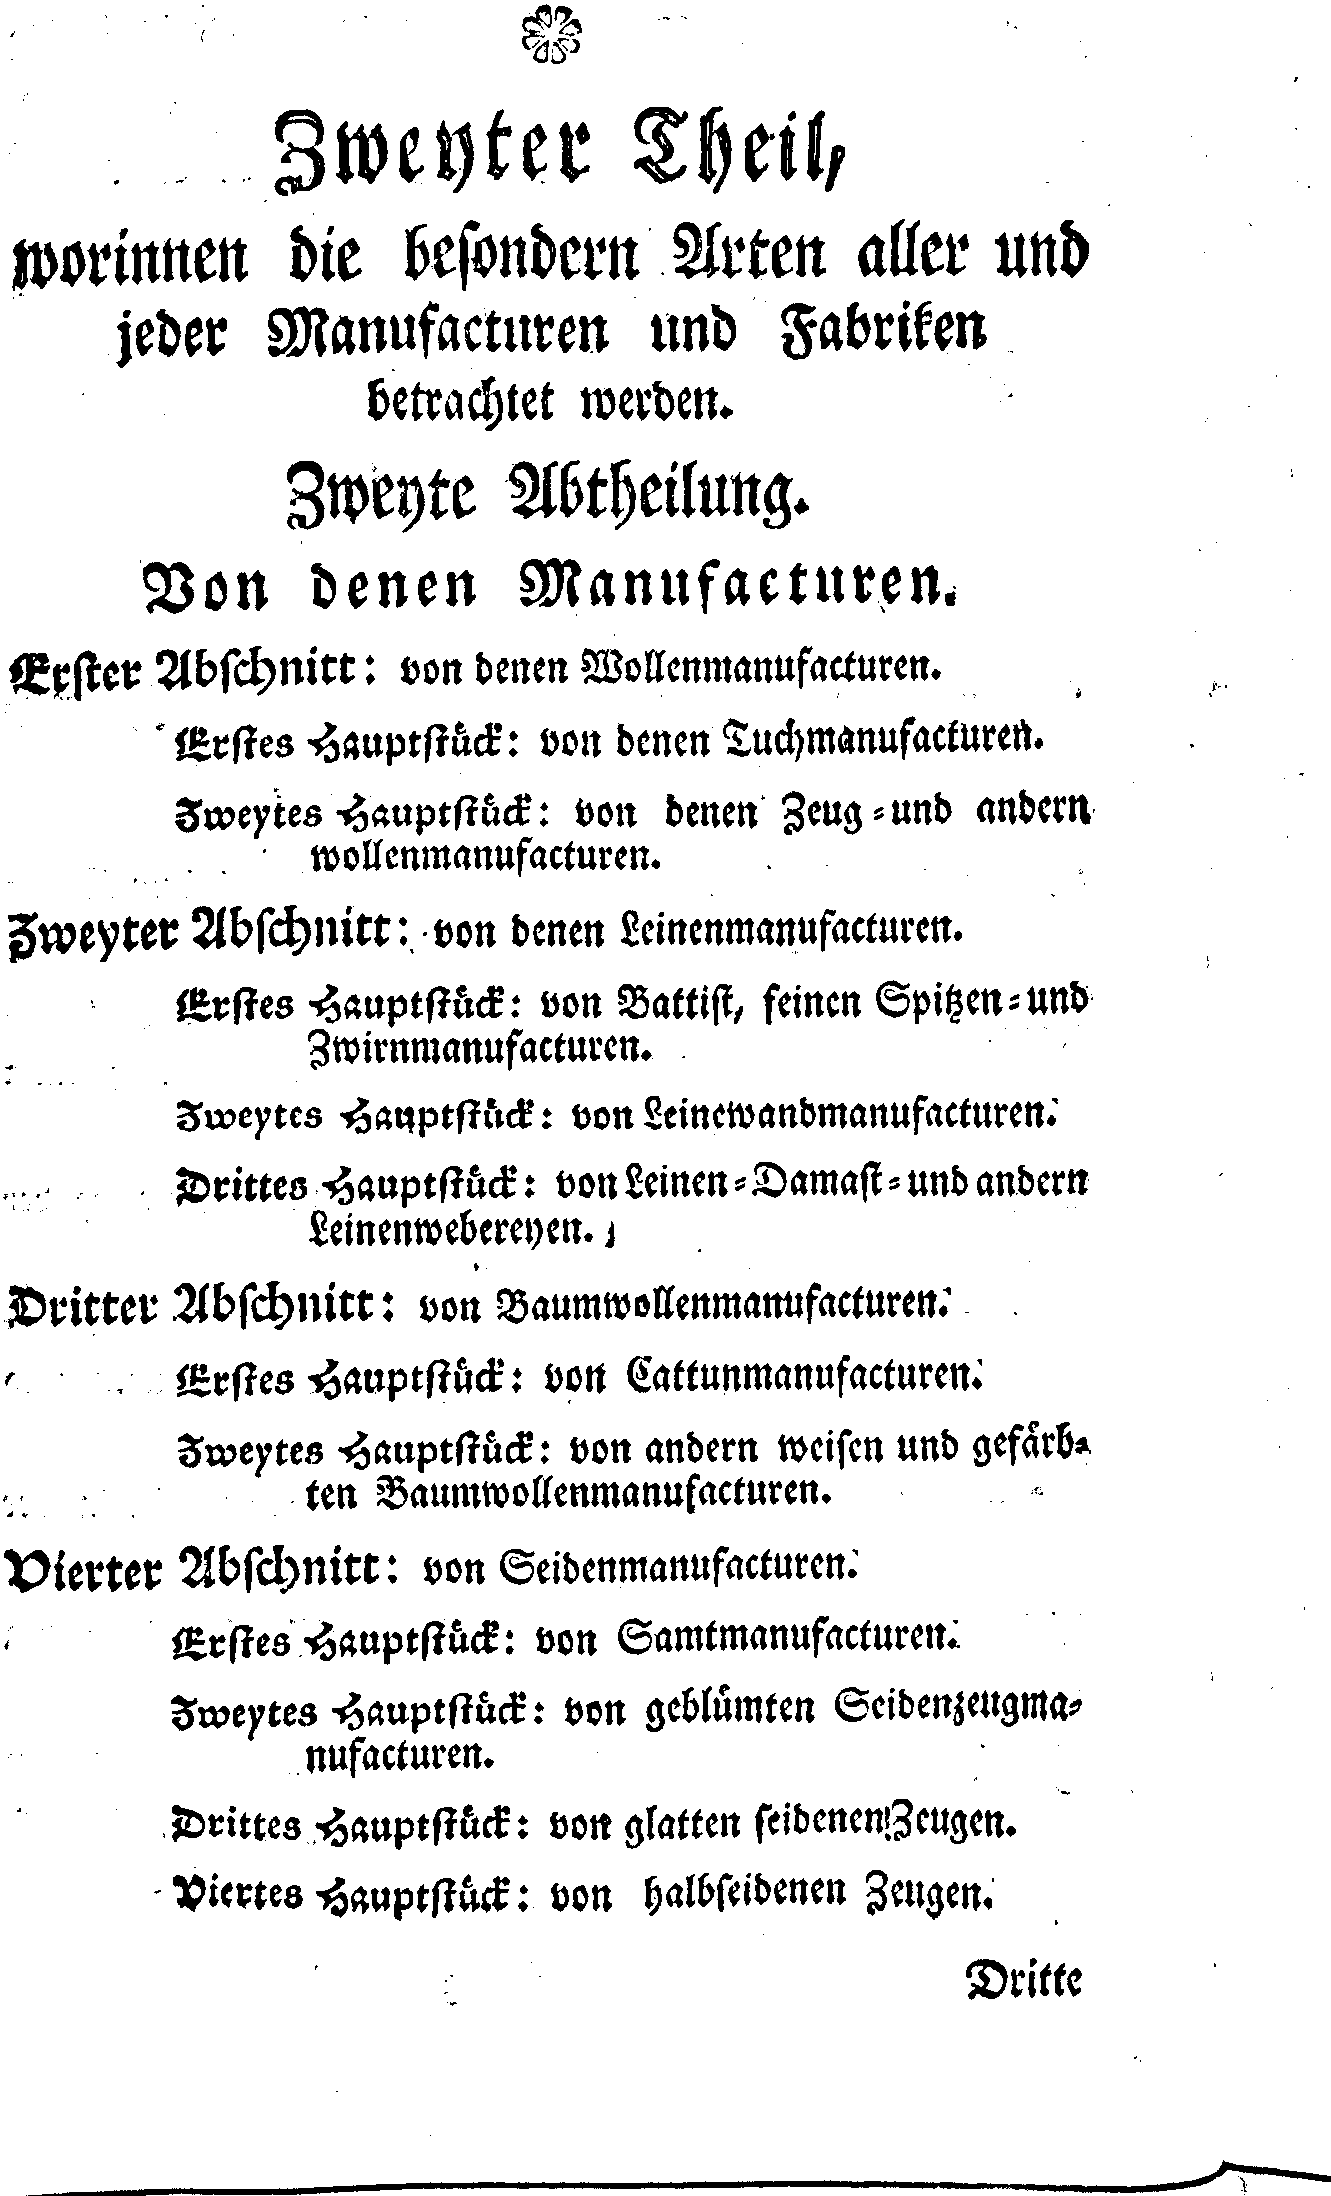 Zweyter Theil,
worinnen die besondern Arten aller und
jeder Manufacturen und Fabriken
betrachtet werden.
Zweyte Abtheilung.
Von denen Manufacturen.
Erster Abschnitt: von denen Wollenmanufacturen.
Erstes Hauptstück: von denen Tuchmanufacturen.
Zweytes Hauptstück: von denen Zeug-und andern
wollenmanufacturen.
Zweyter Abschnitt: von denen Leinenmanufacturen.
Erstes Hauptstück: von Battist, feinen Spitzen-und
Zwirnmanufacturen.
Zweytes Hauptstück: von Leinewandmanufacturen.
Drittes Hauptstück: von Leinen-Damast-und andern
Leinenwebereyen.
Dritter Abschnitt: von Baumwollenmanufacturen.
Erstes Hauptstück: von Cattunmanufacturen.
Zweytes Hauptstück: von andern weisen und gefärb-
ten Baumwollenmanufacturen.
Vierter Abschnitt: von Seidenmanufacturen.
Erstes Hauptstück: von Samtmanufacturen.
Zweytes Hauptstück: von geblümten Seidenzeugma-
nufacturen.
Drittes Hauptstück: von glatten seidenen Zeugen.
Viertes Hauptstück: von halbseidenen Zeugen.
Dritte